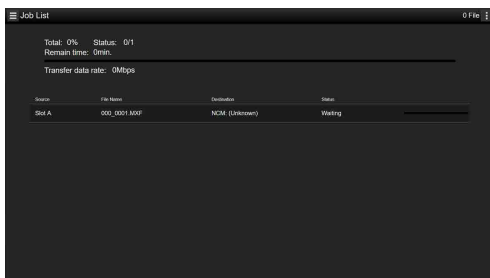 Job List
0 File
Total: 0% Status: 0/1
Remain time: 0min.
Transfer data rate: 0Mbps
Source File Name Destination Status
Slot A 000_0001.MXF NCM: (Unknown) Waiting